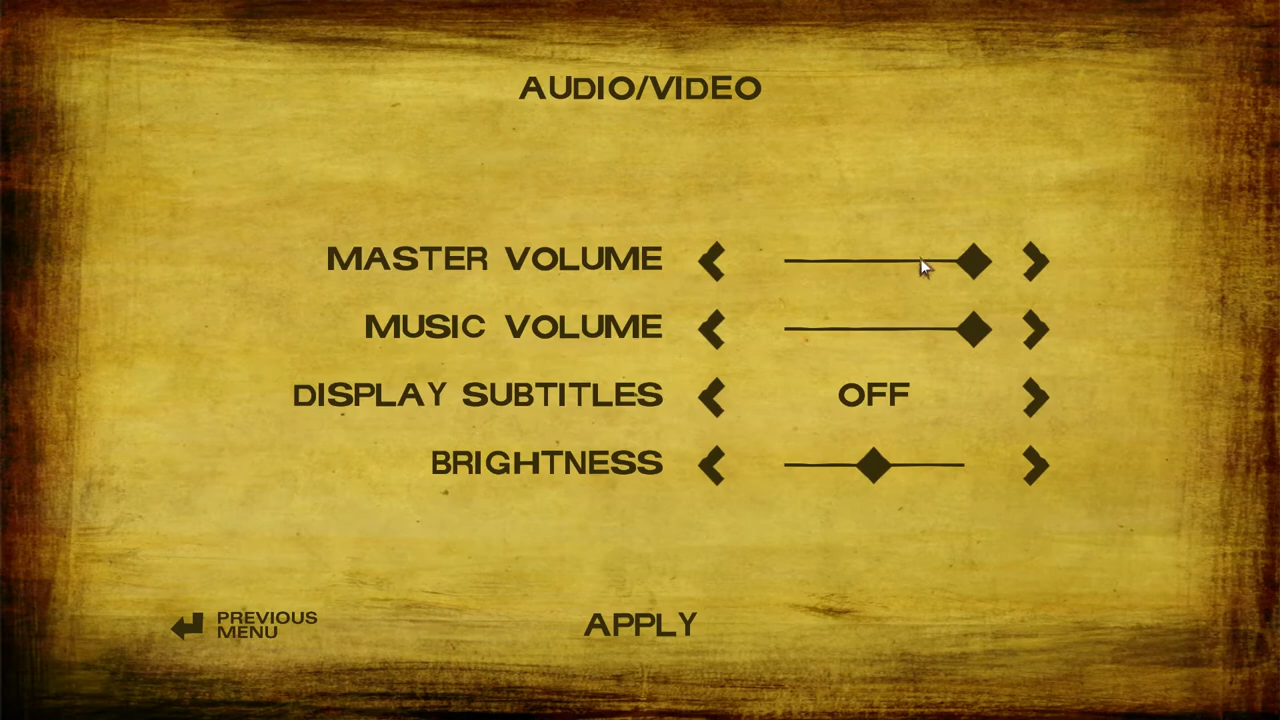 AUDIO/VIDEO
MASTER VOLUME
MUSIC VOLUME
DISPLAY SUBTITLES OFF
BRIGHTNESS
PREVIOUS
MENU
APPLY